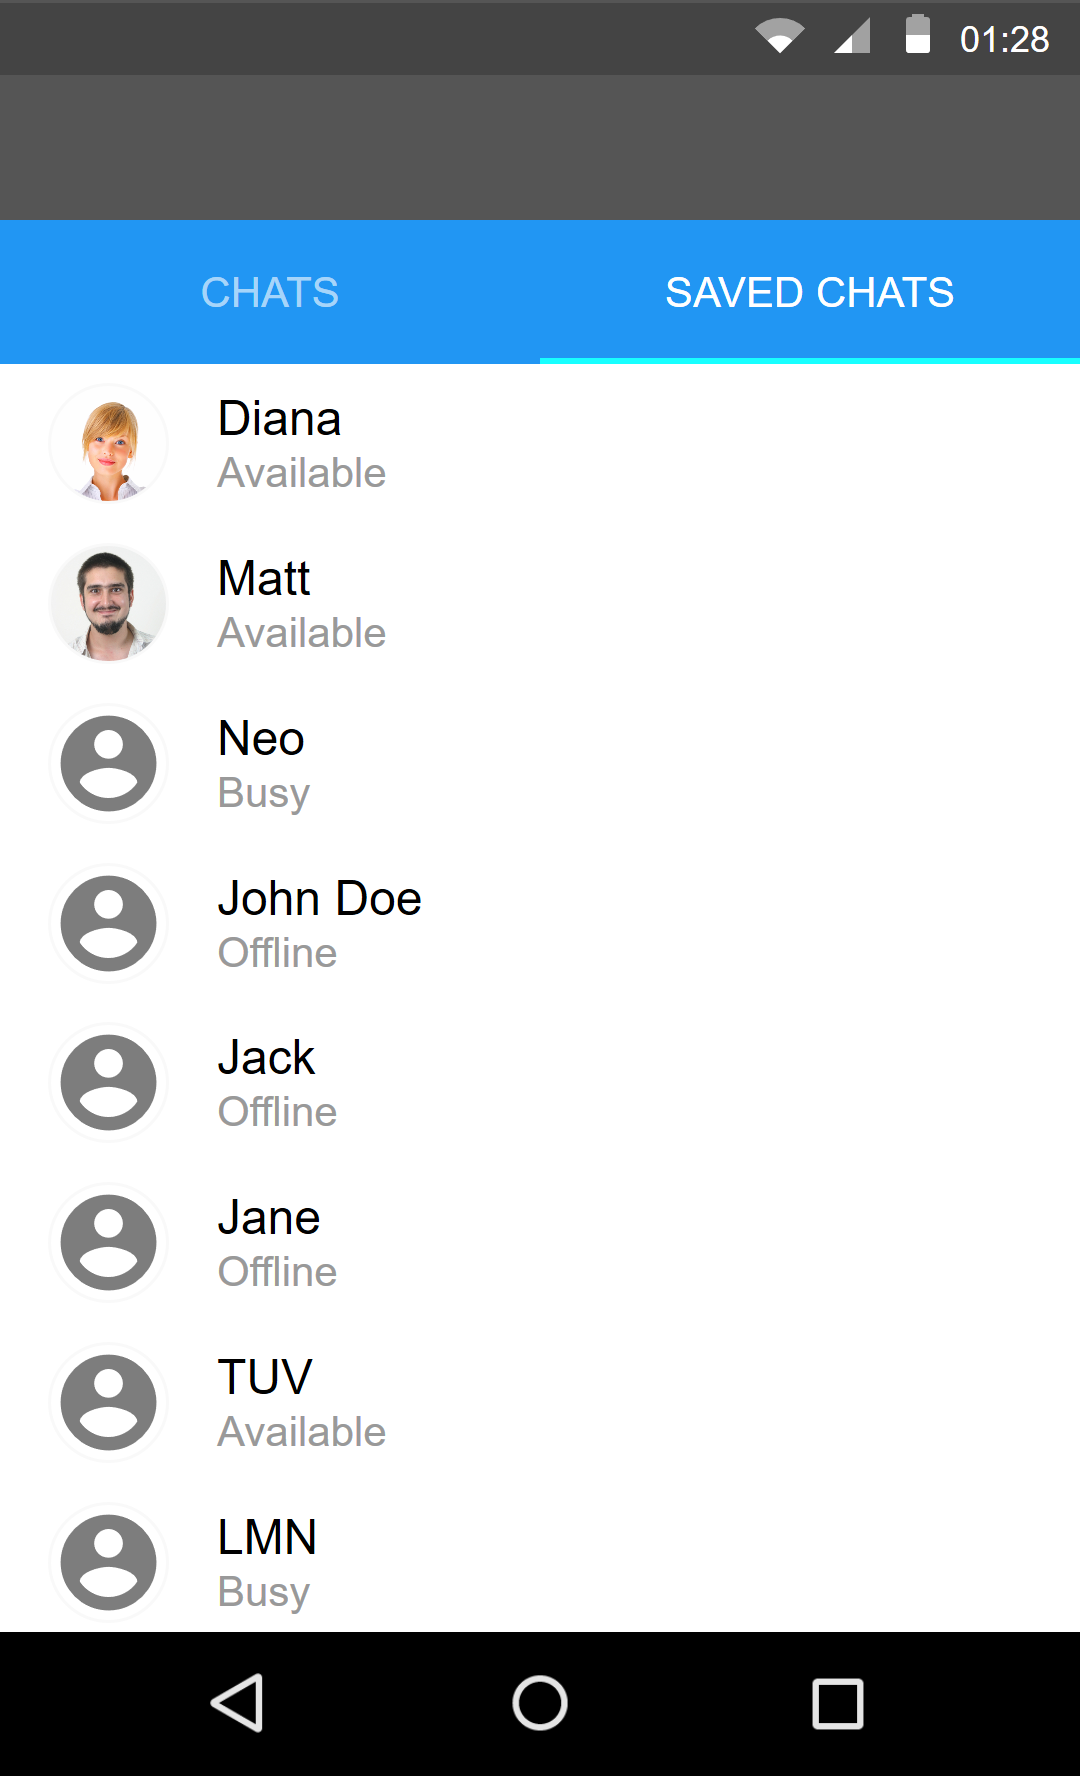 01:28
CHATS SAVED CHATS
Diana
Available
Matt
Available
Neo
Busy
John Doe
Offline
Jack
Offline
Jane
Offline
TUV
Available
LMN
Busy